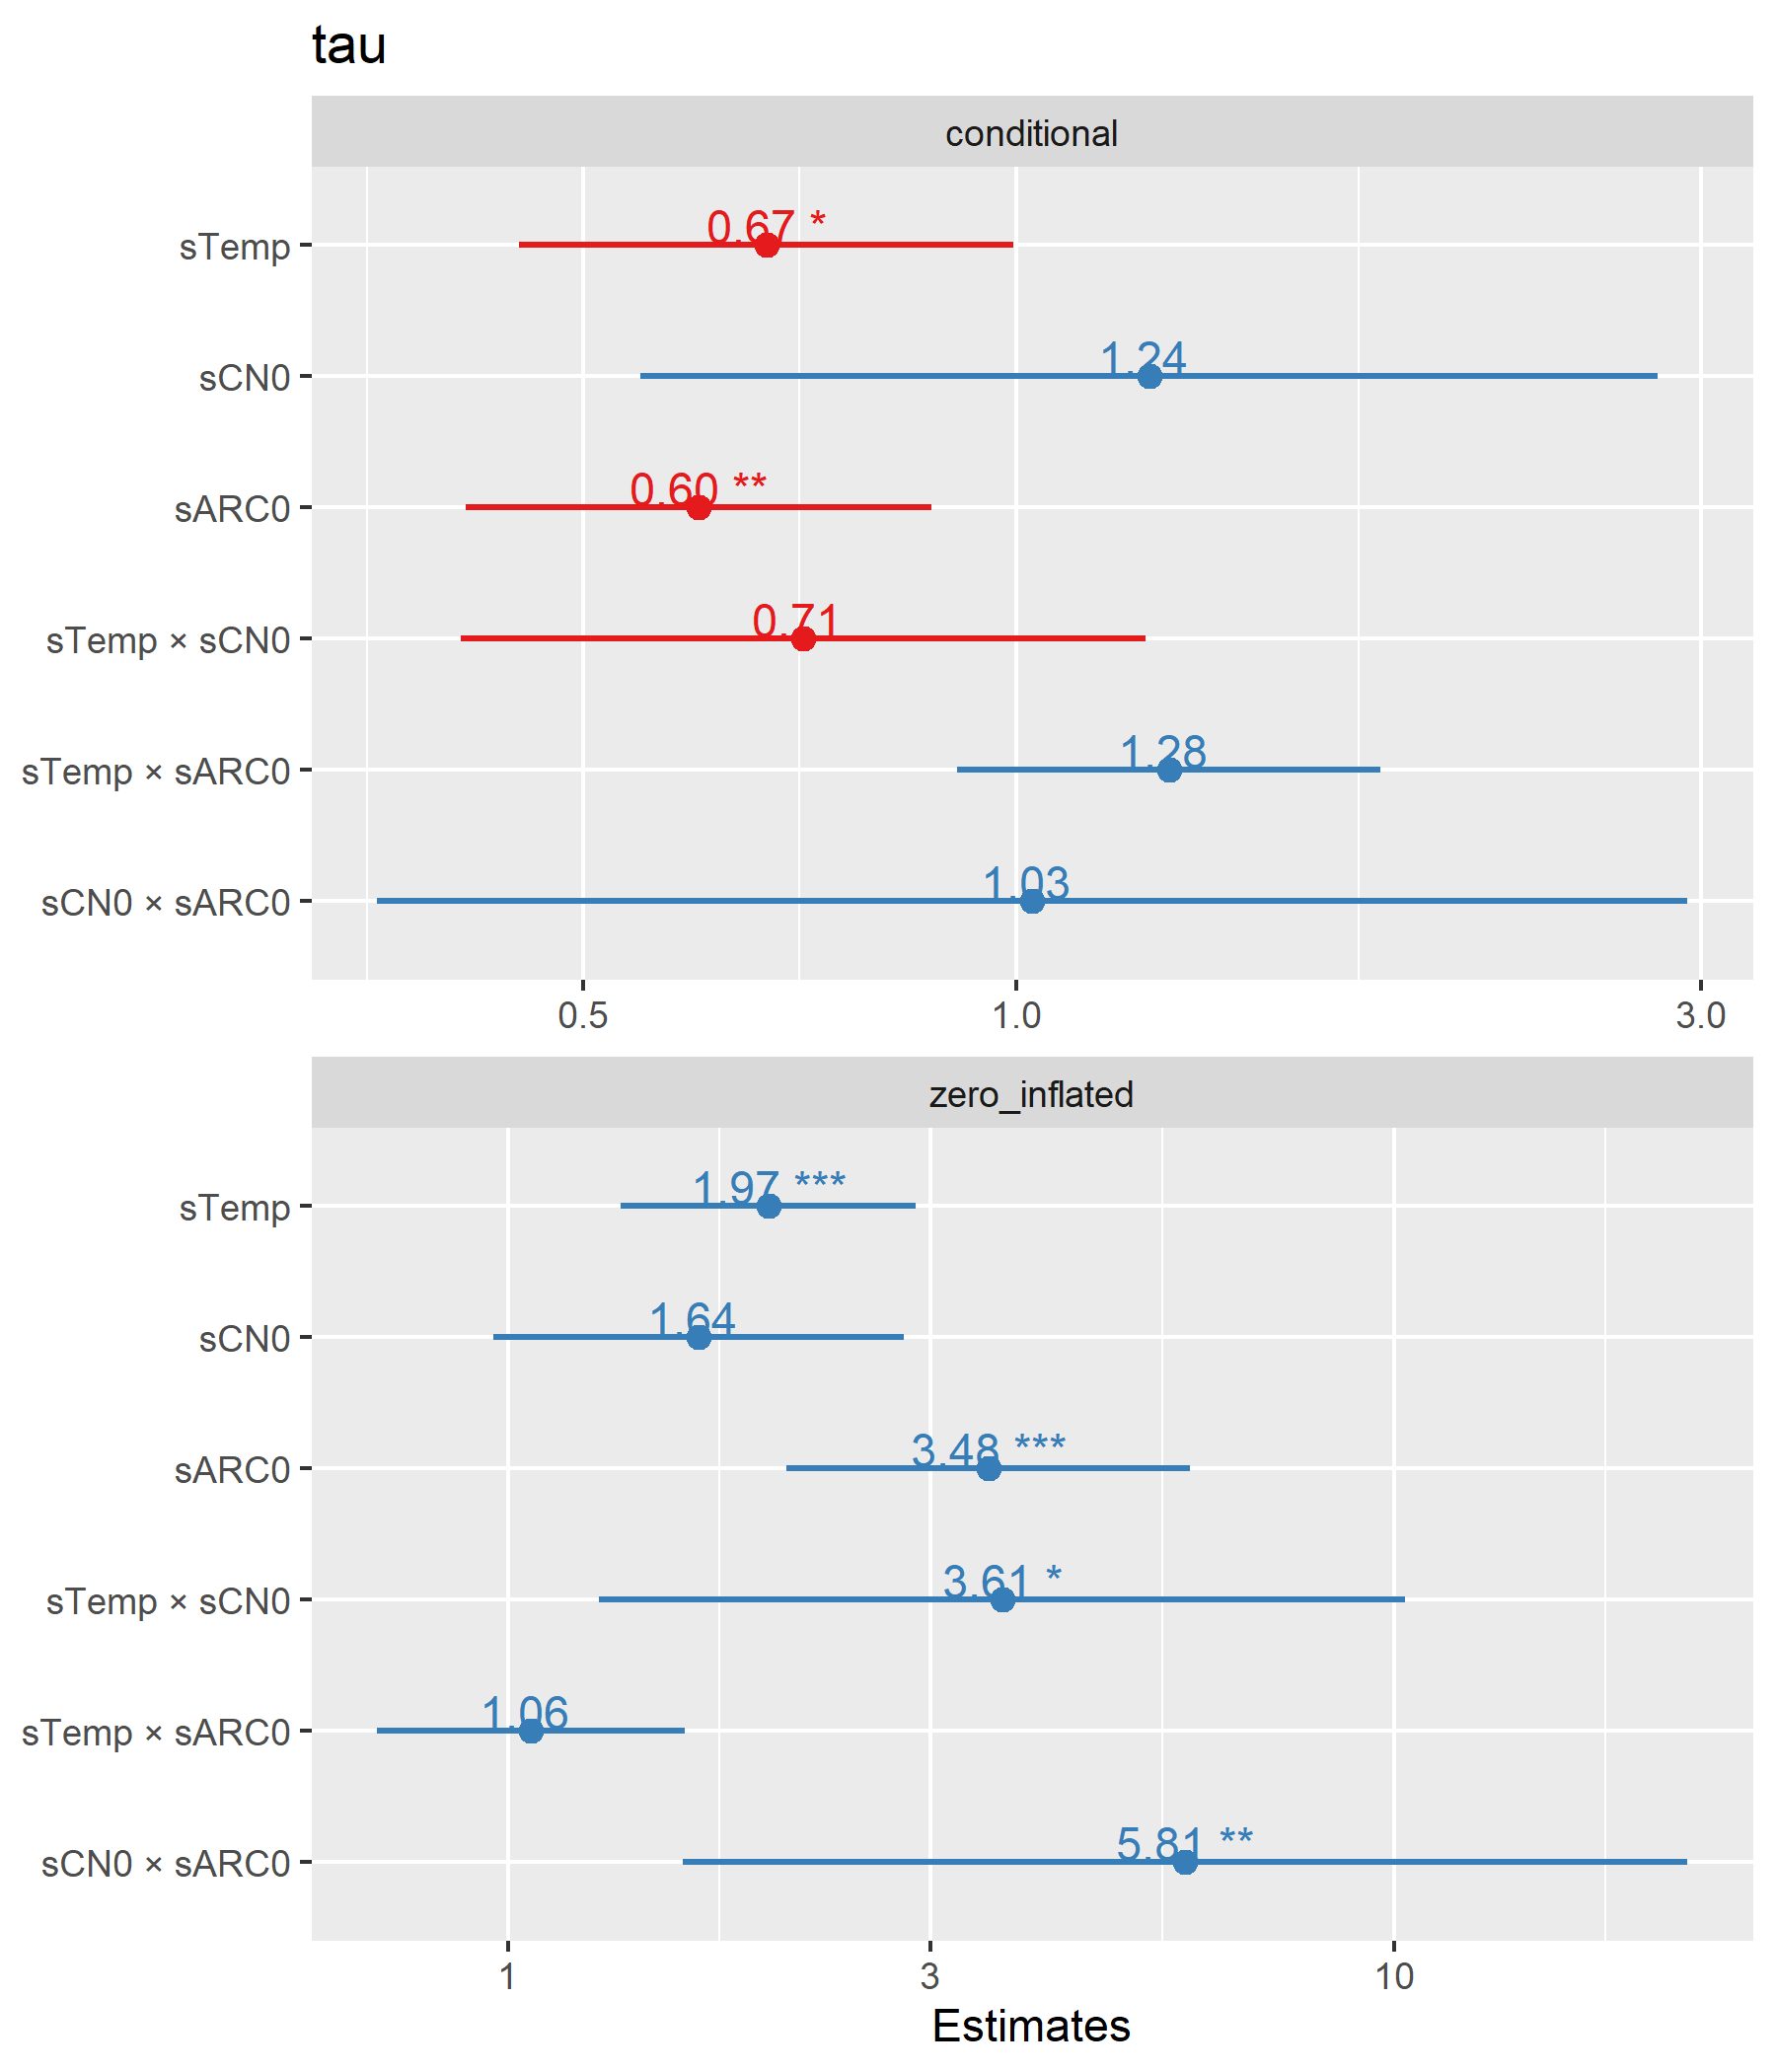 tau
conditional
sTemp
0.67 *
sCN0
1.24
sARC0
0.60 **
sTemp × sCN0
0.71
sTemp × sARC0
1.28
sCN0 × sARC0
1.03
0.5 1.0 3.0
zero_inflated
sTemp
1.97 ***
sCN0
1.64
sARC0
3.48 ***
sTemp × sCN0
3.61 *
sTemp × sARC0
1.06
sCN0 × sARC0
5.81 **
1 3 10
Estimates